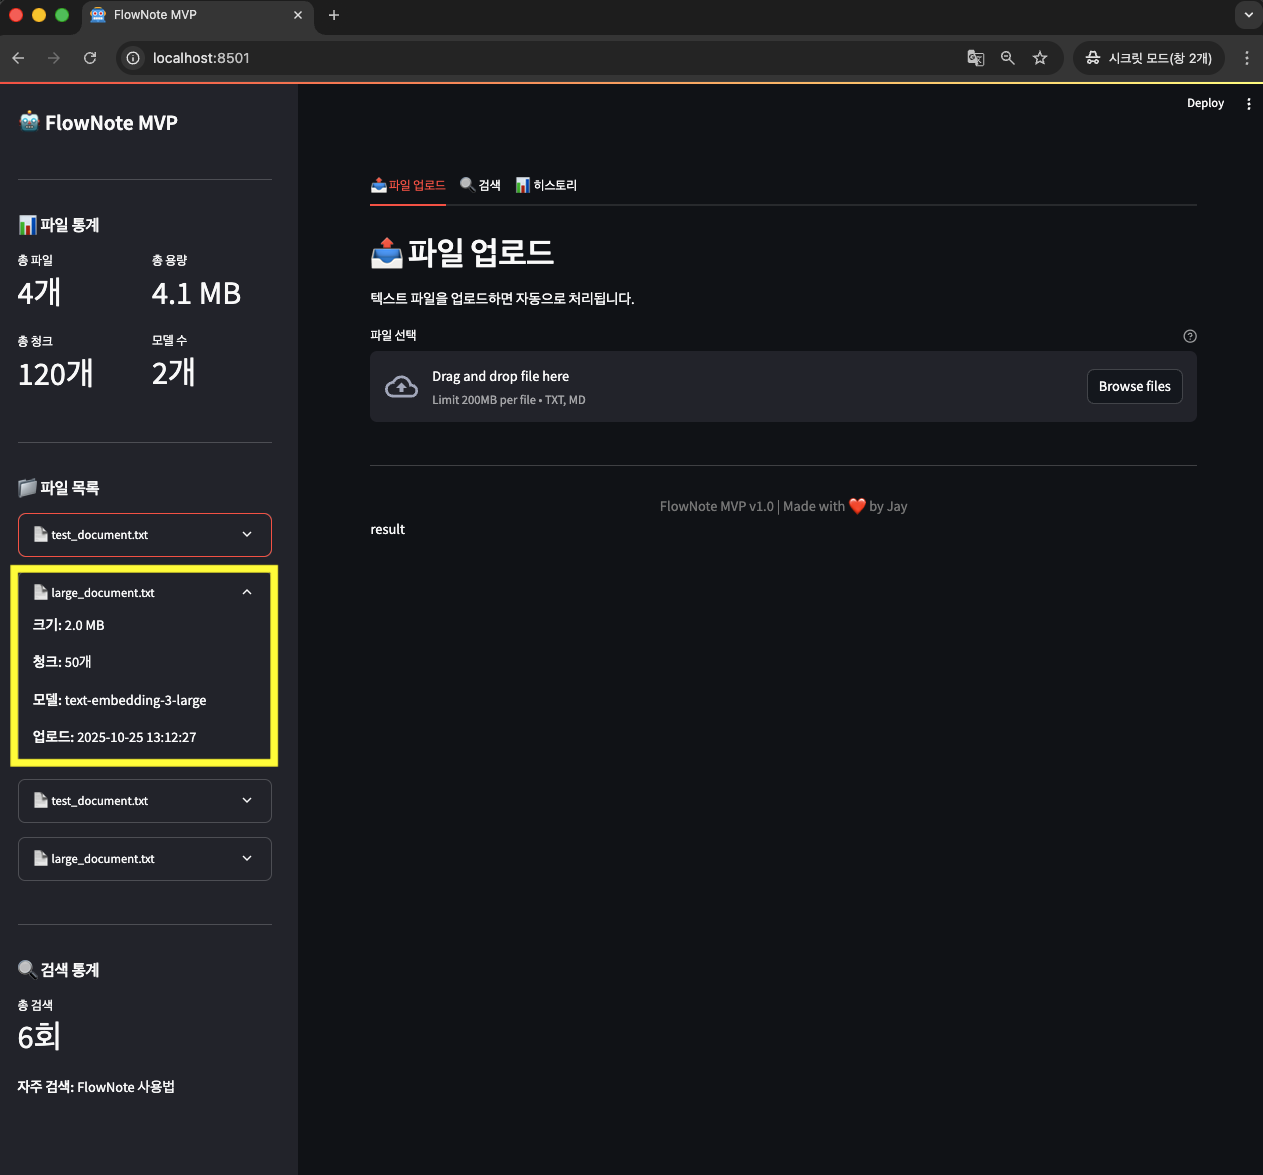 FlowNote MVP
localhost:8501
시크릿 모드(창 2개)
Deploy
FlowNote MVP
파일 통계
총 파일
총 용량
4개
4.1 MB
총 청크
모델 수
120개
2개
파일 목록
test_document.txt
large_document.txt
크기: 2.0 MB
청크: 50개
모델: text-embedding-3-large
업로드: 2025-10-25 13:12:27
test_document.txt
large_document.txt
검색 통계
총 검색
6회
자주 검색: FlowNote 사용법
파일 업로드
검색
히스토리
파일 업로드
텍스트 파일을 업로드하면 자동으로 처리됩니다.
파일 선택
Drag and drop file here
Limit 200MB per file • TXT, MD
Browse files
FlowNote MVP v1.0 | Made with ❤️ by Jay
result